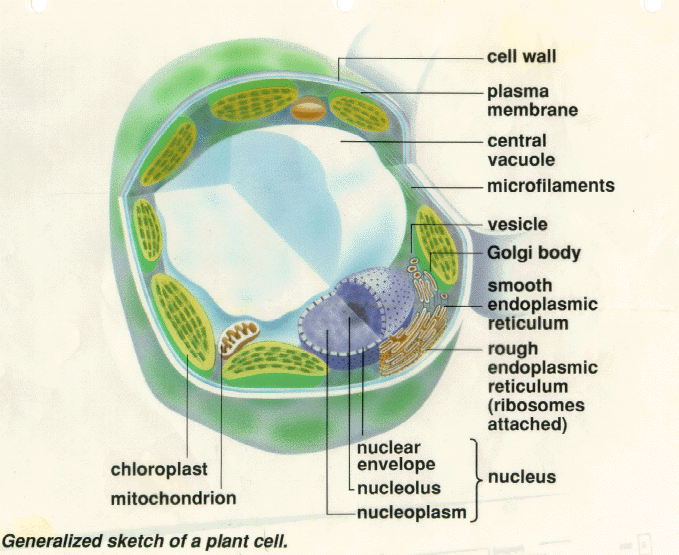 cell wall
plasma
membrane
central
vacuole
microfilaments
vesicle
Golgi body
smooth
endoplasmic
reticulum
rough
endoplasmic
reticulum
(ribosomes
attached)
nuclear
envelope
nucleolus
nucleoplasm
nucleus
chloroplast
mitochondrion
Generalized sketch of a plant cell.